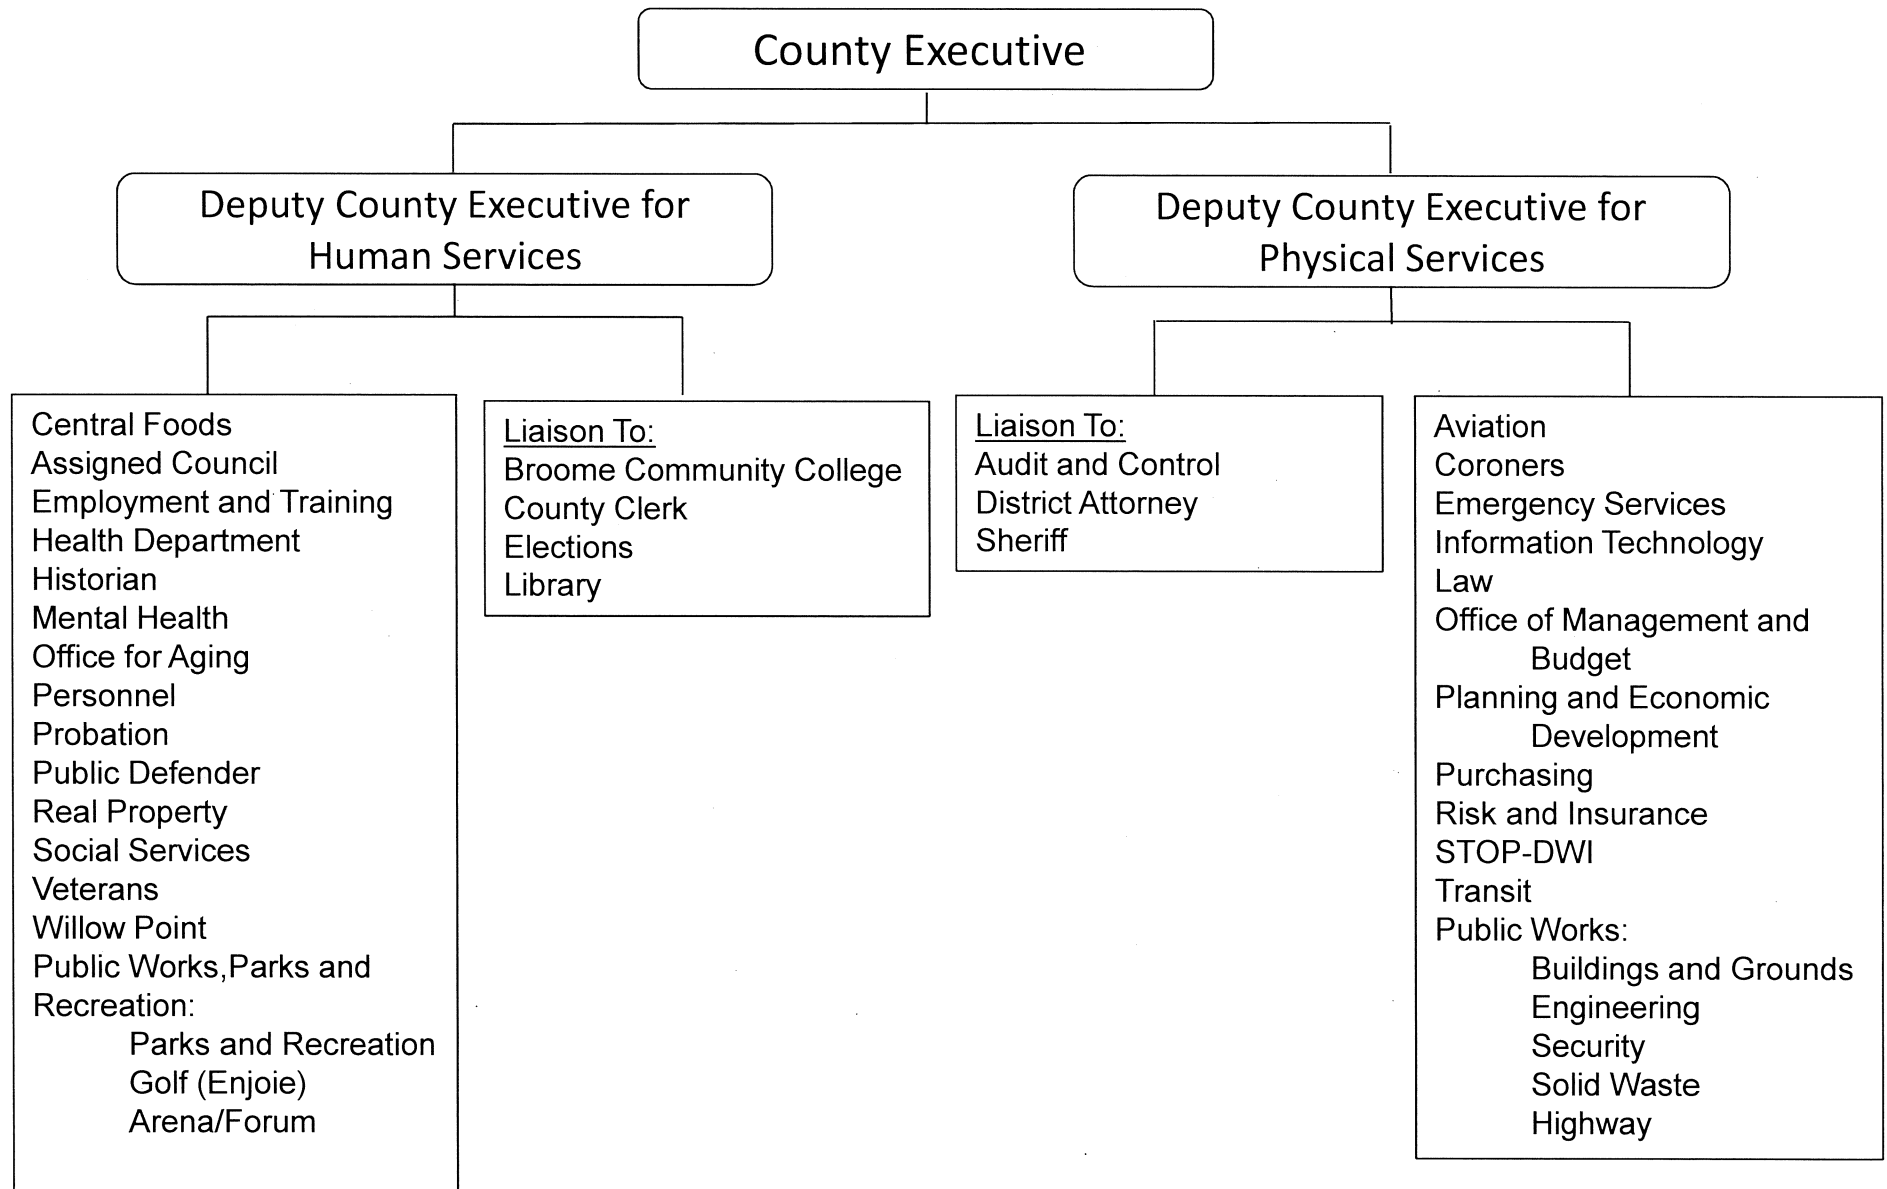 County Executive
Deputy County Executive for
Human Services
Deputy County Executive for
Physical Services
Central Foods
Assigned Council
Employment and Training
Health Department
Historian
Mental Health
Office for Aging
Personnel
Probation
Public Defender
Real Property
Social Services
Veterans
Willow Point
Public Works,Parks and
Recreation:
Parks and Recreation
Golf (Enjoie)
Arena/Forum
Liaison To:
Broome Community College
County Clerk
Elections
Library
Liaison To:
Audit and Control
District Attorney
Sheriff
Aviation
Coroners
Emergency Services
Information Technology
Law
Office of Management and
Budget
Planning and Economic
Development
Purchasing
Risk and Insurance
STOP-DWI
Transit
Public Works:
Buildings and Grounds
Engineering
Security
Solid Waste
Highway